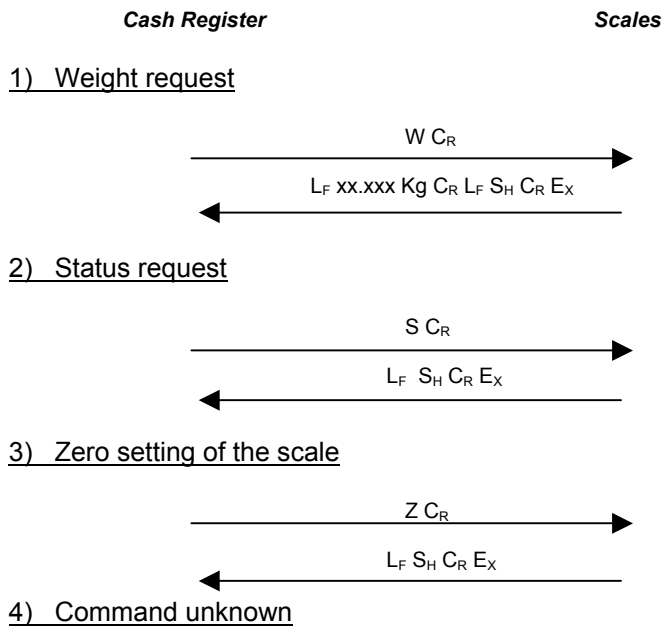 Cash Register Scales
1) Weight request
W CR
LF xx.xxx Kg CR LF SH CR EX
2) Status request
S CR
LF SH CR EX
3) Zero setting of the scale
Z CR
LF SH CR EX
4) Command unknown